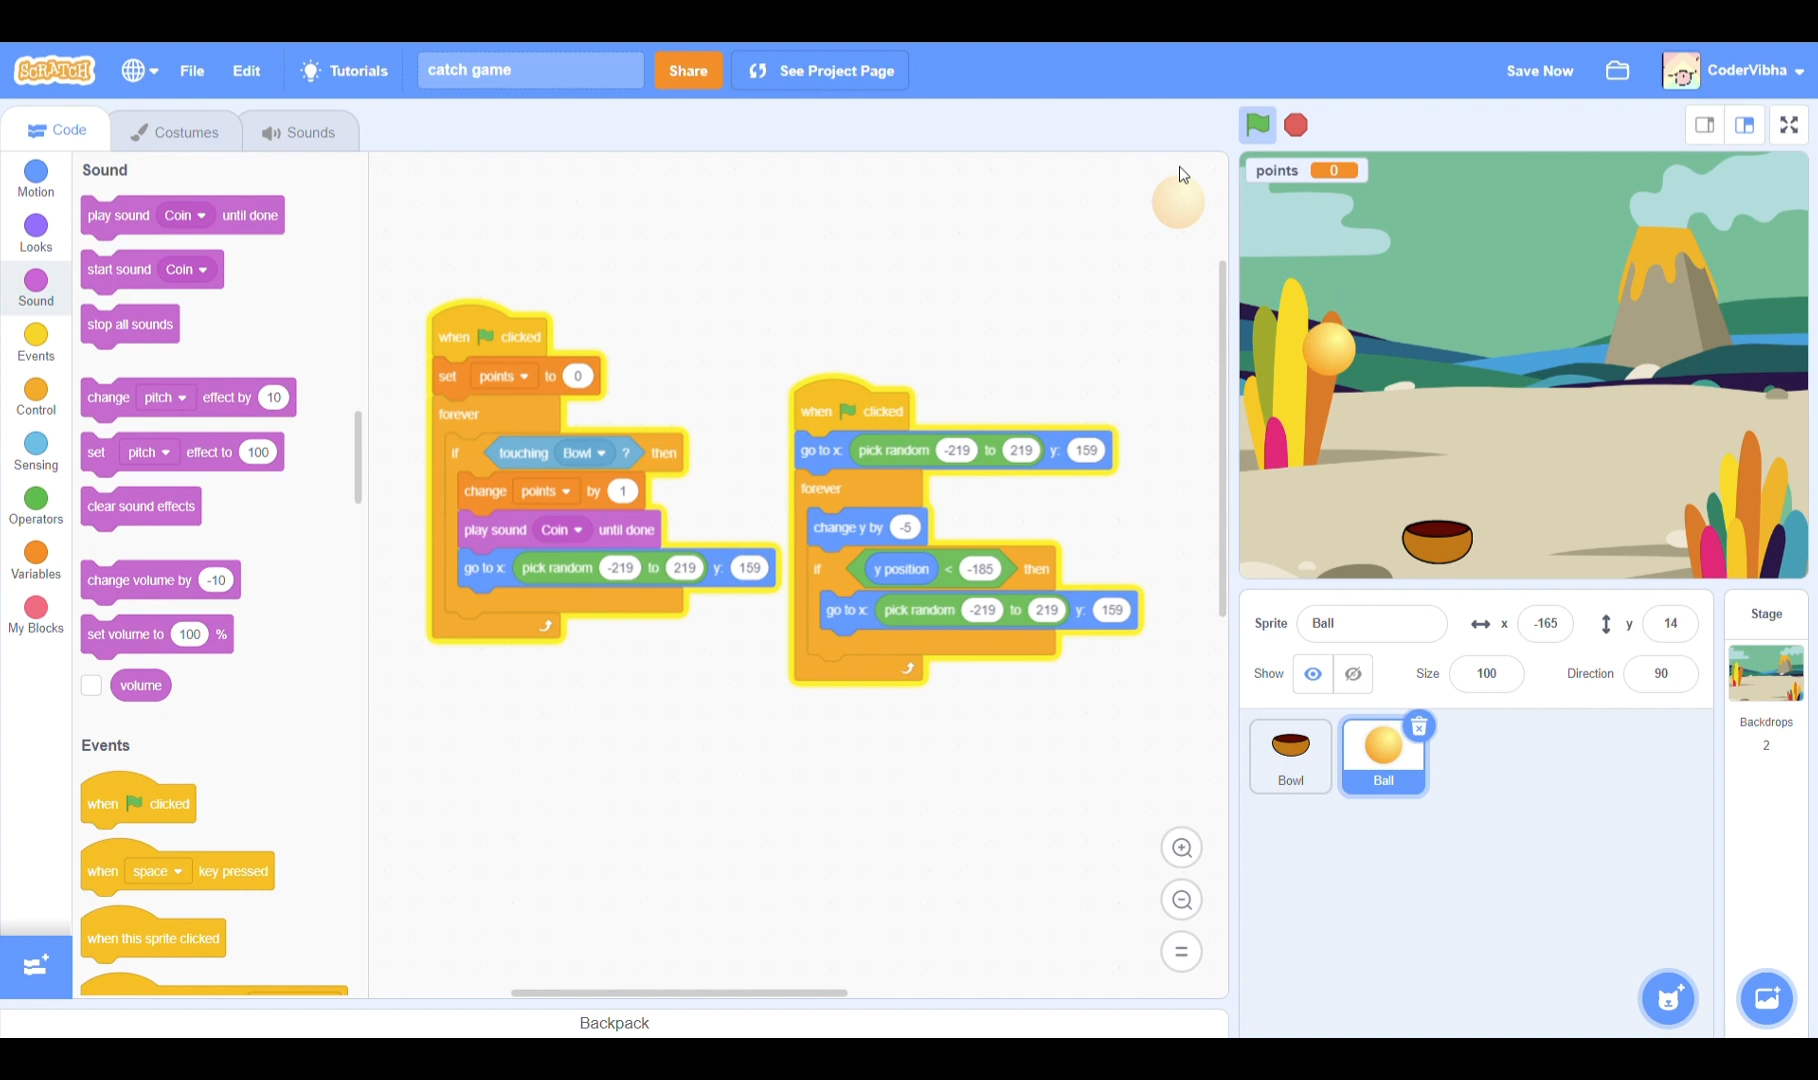 SCRATCH File Edit Tutorials catch game Share See Project Page Save Now CoderVibha
Code Costumes Sounds
Motion
Looks
Sound
Events
Control
Sensing
Operators
Variables
My Blocks
Sound
play sound Coin until done
start sound Coin
stop all sounds
change pitch effect by 10
set pitch effect to 100
clear sound effects
change volume by -10
set volume to 100 %
volume
Events
when clicked
when space key pressed
when this sprite clicked
when clicked
set points to 0
forever
if touching Bowl ? then
change points by 1
play sound Coin until done
go to x: pick random -219 to 219 y: 159
when clicked
go to x: pick random -219 to 219 y: 159
forever
change y by -5
if y position < -185 then
go to x: pick random -219 to 219 y: 159
Backpack
points 0
Sprite Ball x -165 y 14
Show Size 100 Direction 90
Bowl
Ball
Stage
Backdrops
2